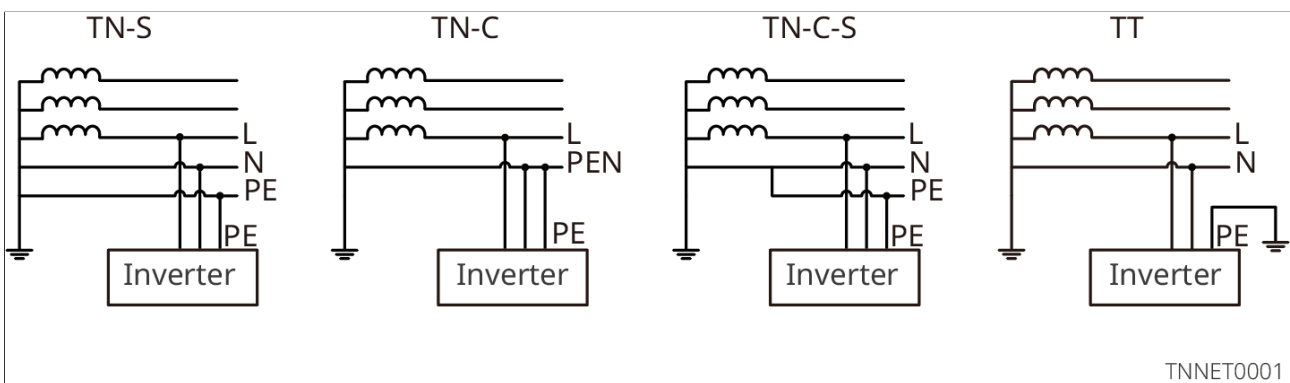 TN-S TN-C TN-C-S TT
L L L L
N PEN N N
PE PE
PE PE PE PE
Inverter Inverter Inverter Inverter
TNNET0001